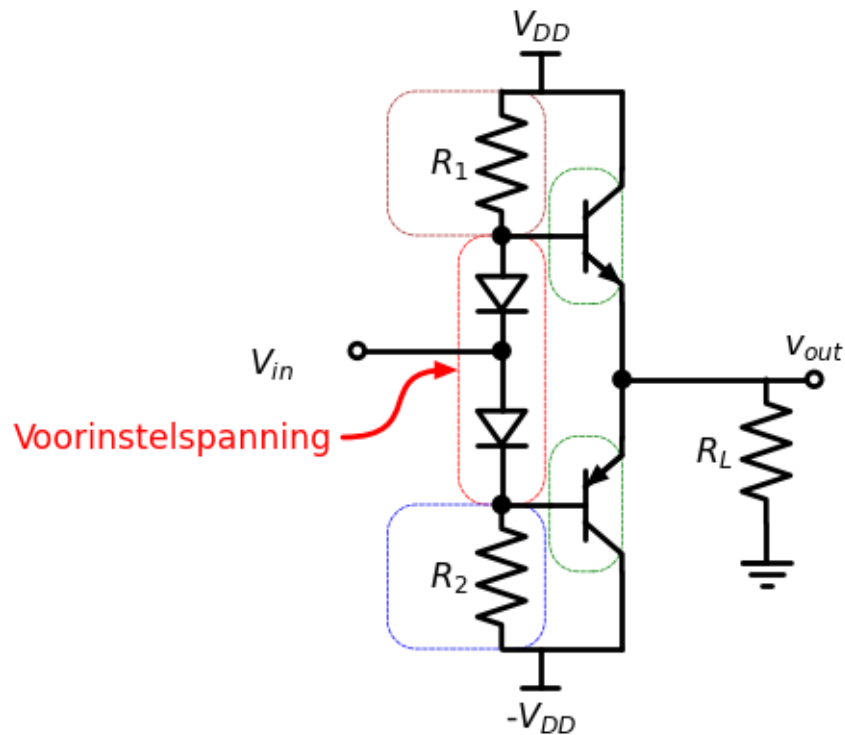 V_DD
R_1
V_in
v_out
Voorinstelspanning
R_L
R_2
-V_DD